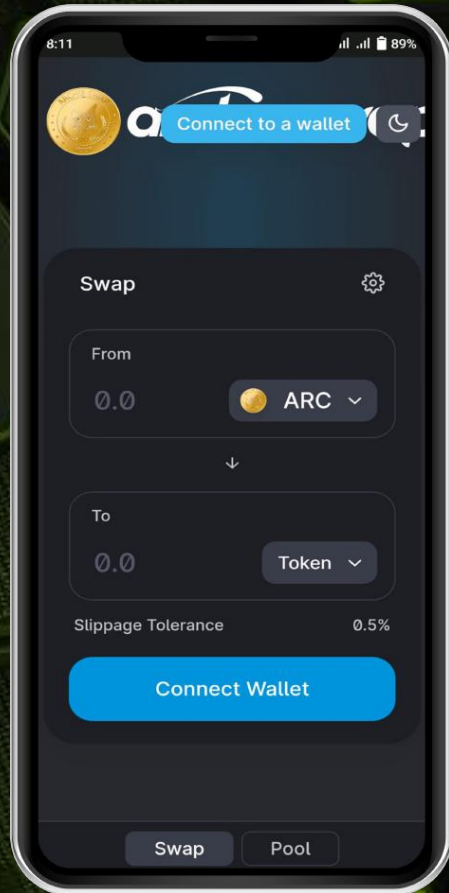 8:11
89%
Connect to a wallet
Swap
From
0.0
ARC
To
0.0
Token
Slippage Tolerance
0.5%
Connect Wallet
Swap
Pool